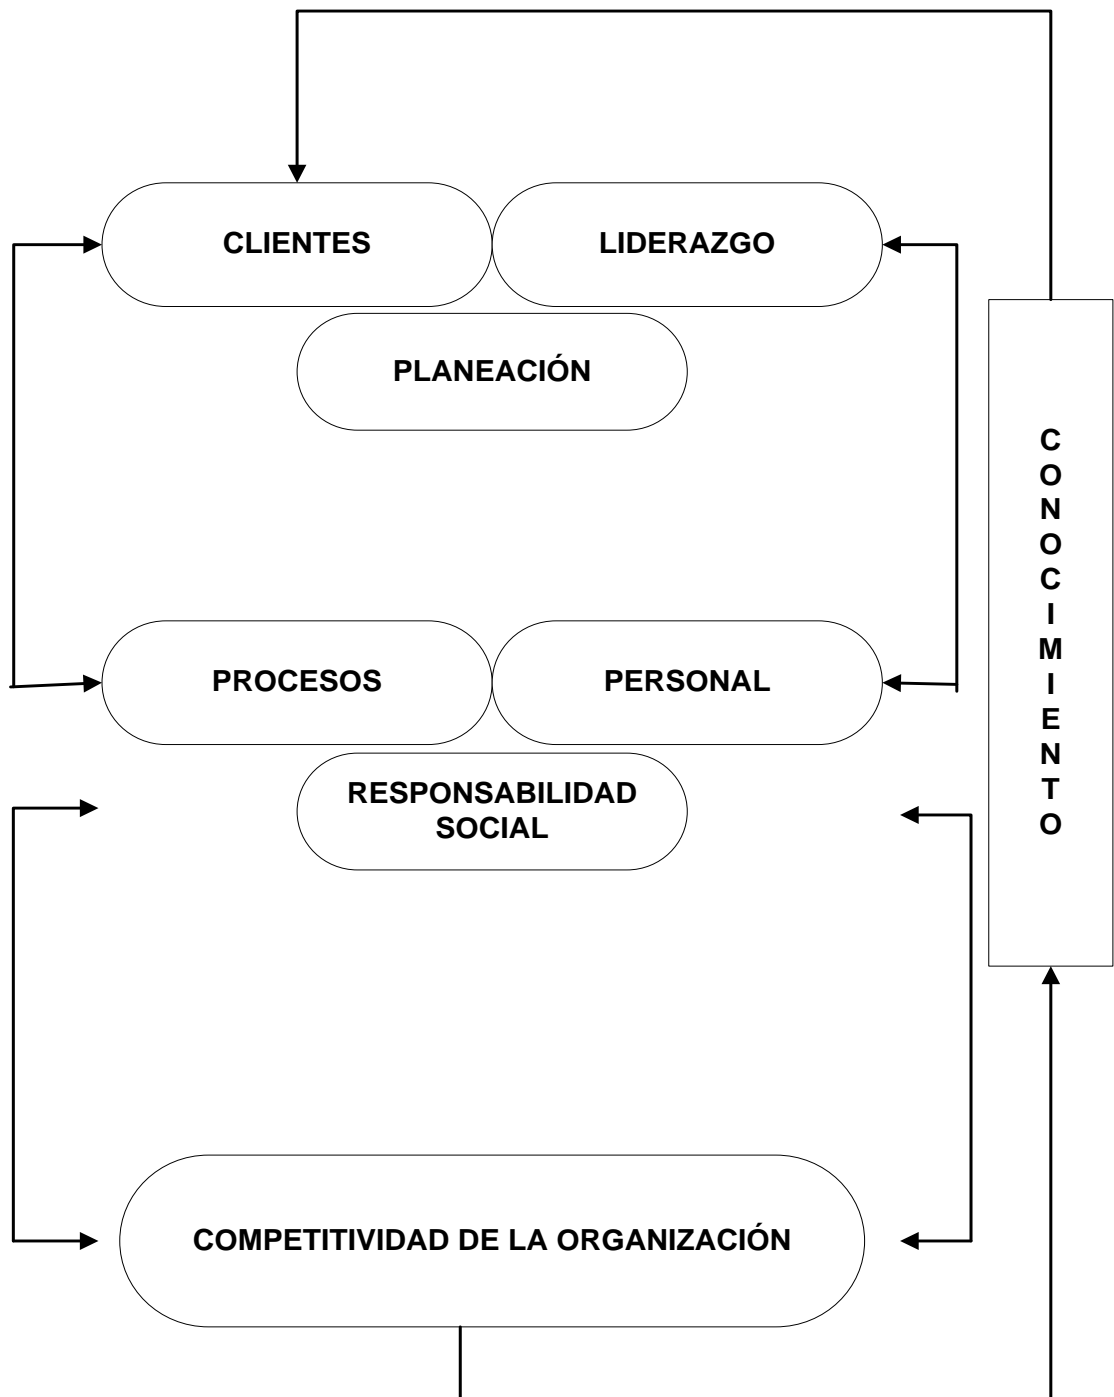 CLIENTES
LIDERAZGO
PLANEACIÓN
PROCESOS
PERSONAL
RESPONSABILIDAD
SOCIAL
COMPETITIVIDAD DE LA ORGANIZACIÓN
C
O
N
O
C
I
M
I
E
N
T
O